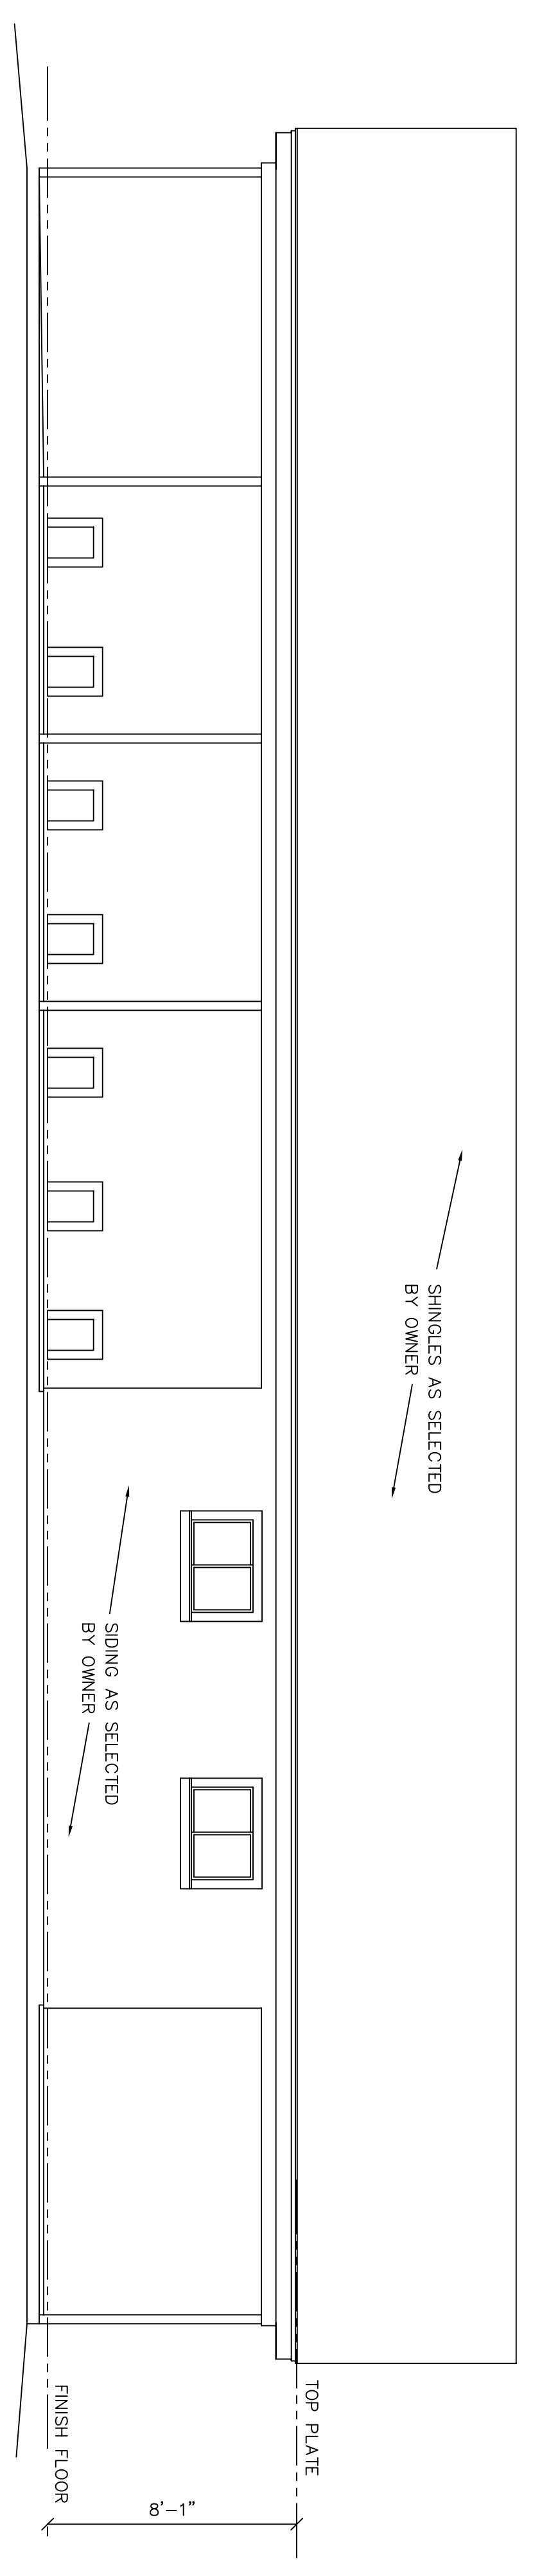 SHINGLES AS SELECTED
BY OWNER
SIDING AS SELECTED
BY OWNER
TOP PLATE
FINISH FLOOR
8'-1"